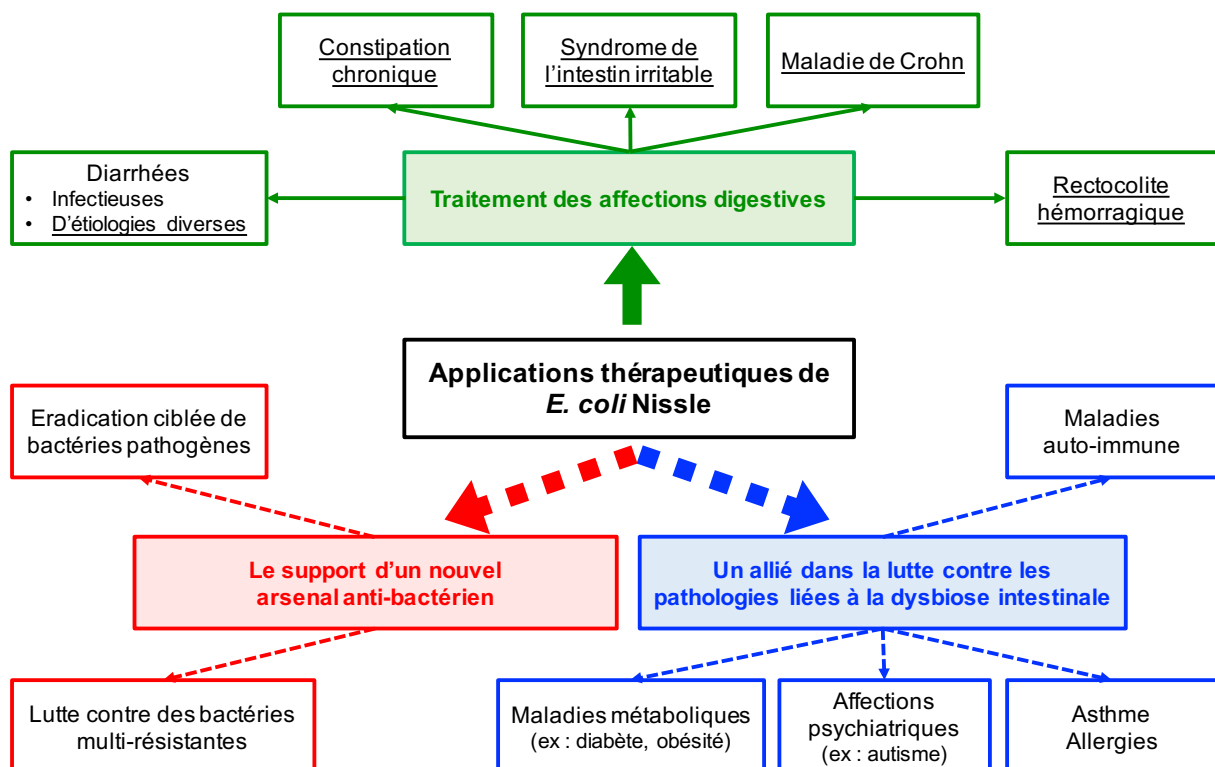 Constipation
chronique
Syndrome de
l'intestin irritable
Maladie de Crohn
Diarrhées
• Infectieuses
• D'étiologies diverses
Traitement des affections digestives
Rectocolite
hémorragique
Applications thérapeutiques de
E. coli Nissle
Eradication ciblée de
bactéries pathogènes
Maladies
auto-immune
Le support d'un nouvel
arsenal anti-bactérien
Un allié dans la lutte contre les
pathologies liées à la dysbiose intestinale
Lutte contre des bactéries
multi-résistantes
Maladies métaboliques
(ex : diabète, obésité)
Affections
psychiatriques
(ex : autisme)
Asthme
Allergies